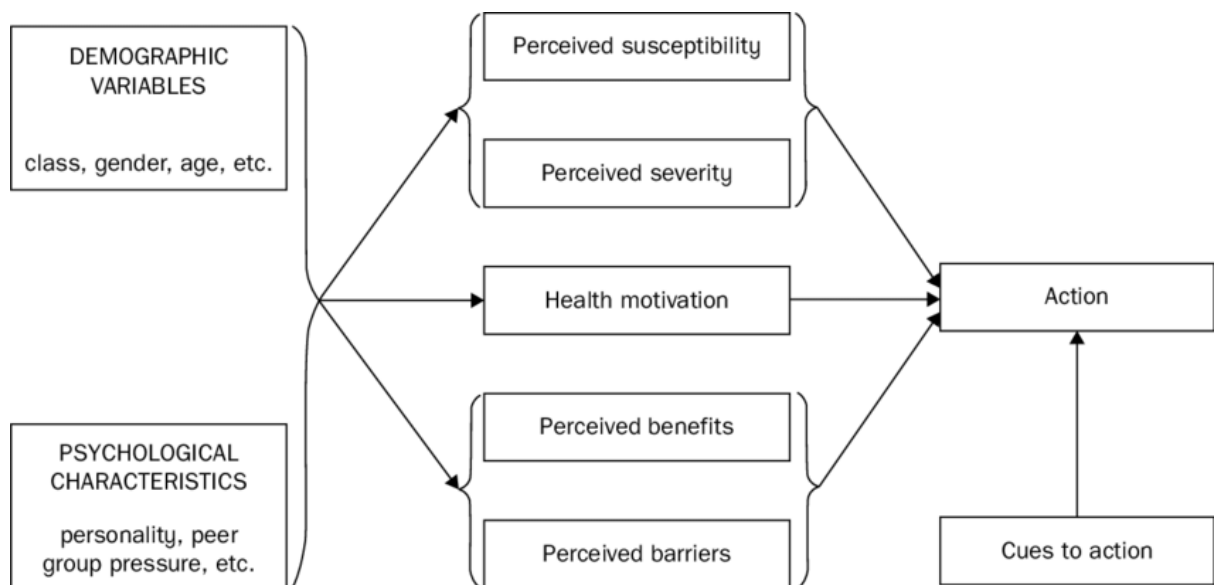 DEMOGRAPHIC
VARIABLES
class, gender, age, etc.
PSYCHOLOGICAL
CHARACTERISTICS
personality, peer
group pressure, etc.
Perceived susceptibility
Perceived severity
Health motivation
Perceived benefits
Perceived barriers
Action
Cues to action